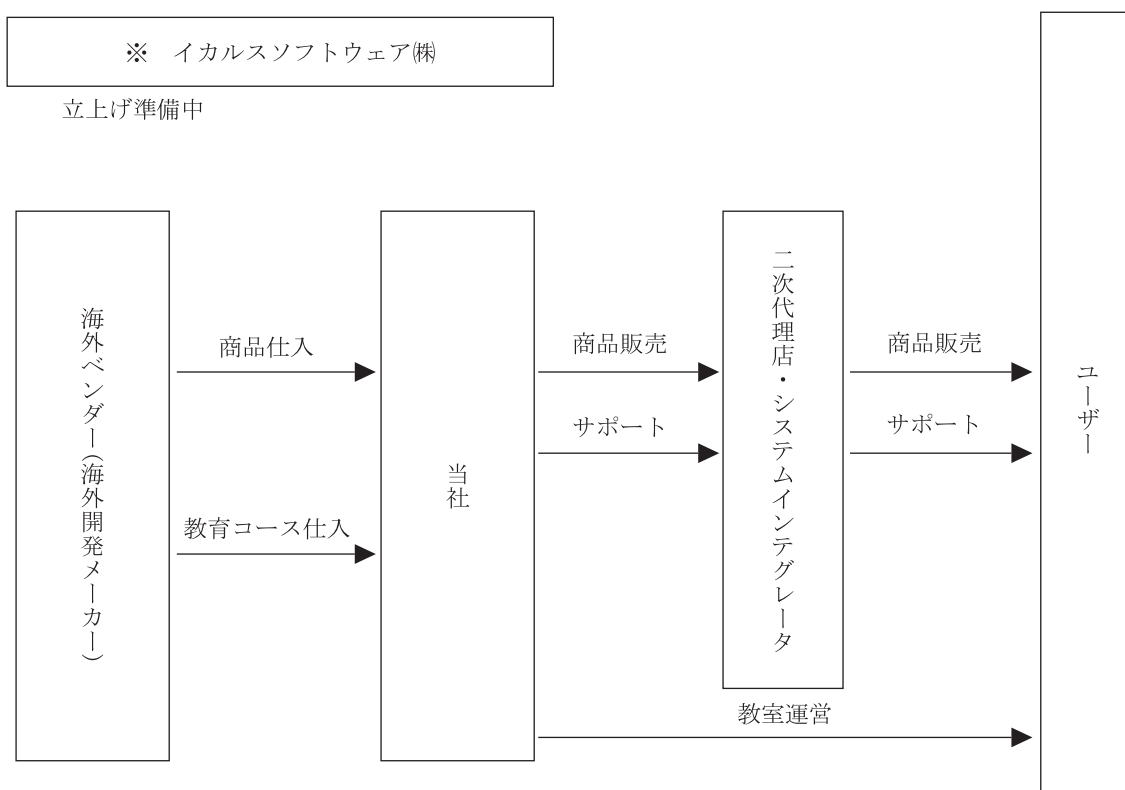 ※ イカルスソフトウェア㈱
立上げ準備中
海外ベンダー(海外開発メーカー)
商品仕入
教育コース仕入
当社
商品販売
サポート
二次代理店・システムインテグレータ
商品販売
サポート
教室運営
ユーザー